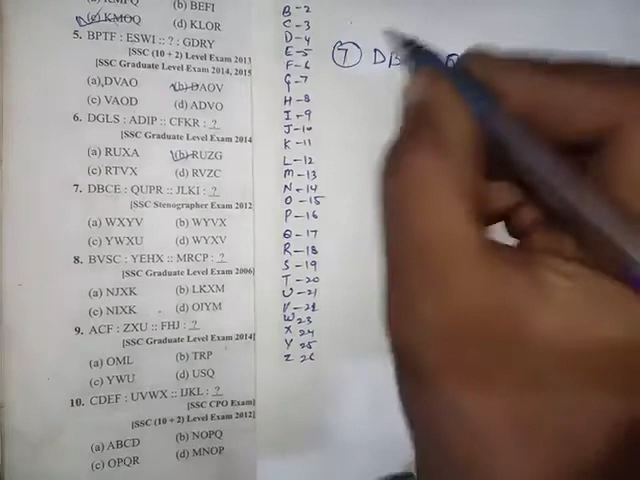 (b) BEFI
(c) KMOQ
(d) KLOR
5. BPTF : ESWI :: ? : GDRY
[SSC (10 + 2) Level Exam 2013
[SSC Graduate Level Exam 2014, 2015
(a) DVAO
(b) DAOV
(c) VAOD
(d) ADVO
6. DGLS : ADIP :: CFKR : ?
[SSC Graduate Level Exam 2014
(a) RUXA
(b) RUZG
(c) RTVX
(d) RVZC
7. DBCE : QUPR :: JLKI : ?
[SSC Stenographer Exam 2012]
(a) WXYV
(b) WYVX
(c) YWXU
(d) WYXV
8. BVSC : YEHX :: MRCP : ?
[SSC Graduate Level Exam 2006]
(a) NJXK
(b) LKXM
(c) NIXK
(d) OIYM
9. ACF : ZXU :: FHJ : ?
[SSC Graduate Level Exam 2014]
(a) OML
(b) TRP
(c) YWU
(d) USQ
10. CDEF : UVWX :: IJKL : ?
[SSC CPO Exam]
[SSC (10 + 2) Level Exam 2012]
(a) ABCD
(b) NOPQ
(c) OPQR
(d) MNOP
B-2
C-3
D-4
E-5
F-6
G-7
H-8
I-9
J-10
K-11
L-12
M-13
N-14
O-15
P-16
Q-17
R-18
S-19
T-20
U-21
V-22
W 23
X 24
Y 25
Z 26
7 DB